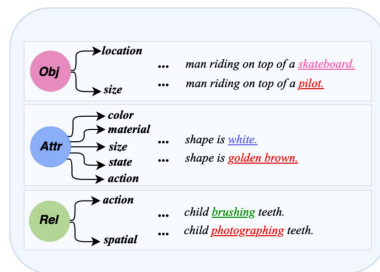 location
Obj
... man riding on top of a skateboard.
... man riding on top of a pilot.
size
color
material
Attr
size ... shape is white.
state ... shape is golden brown.
action
action
Rel
... child brushing teeth.
spatial ... child photographing teeth.